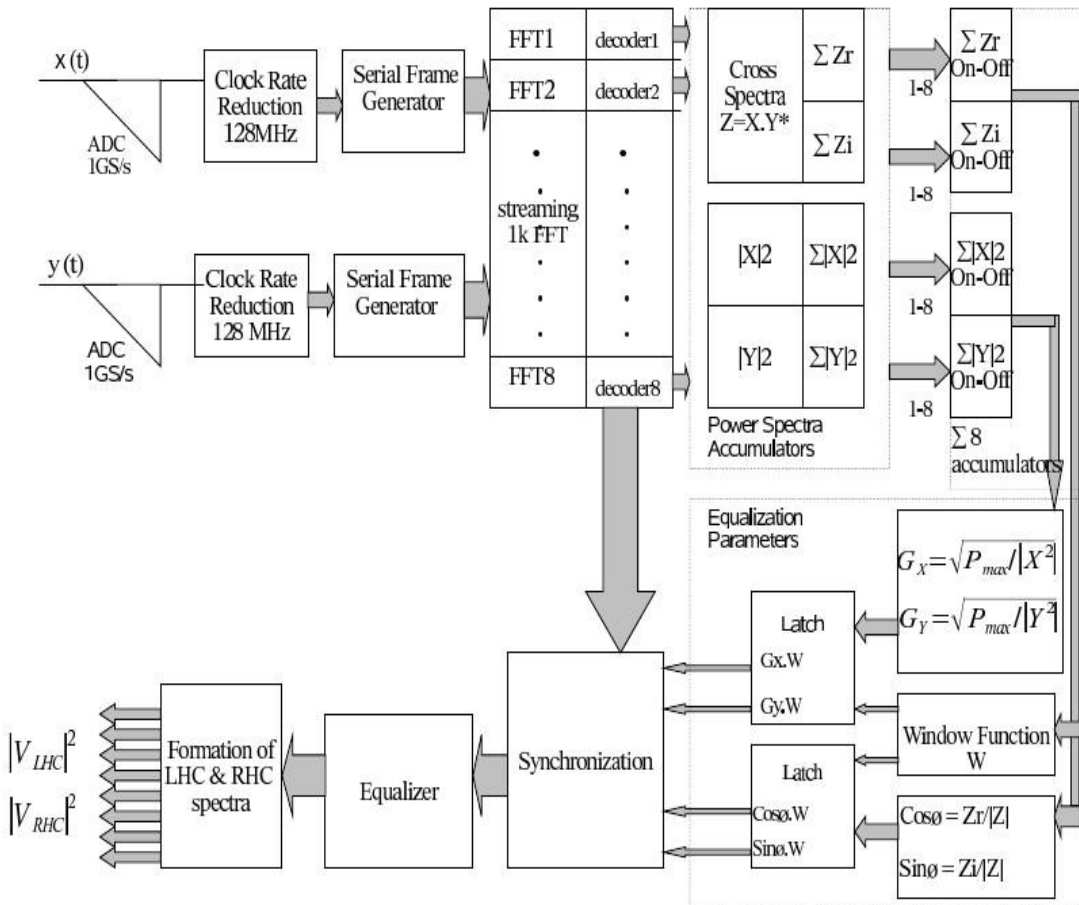 x (t)
ADC
1GS/s
Clock Rate
Reduction
128MHz
Serial Frame
Generator
y (t)
ADC
1GS/s
Clock Rate
Reduction
128 MHz
Serial Frame
Generator
FFT1
decoder1
FFT2
decoder2
streaming
1k FFT
FFT8
decoder8
Cross
Spectra
Z=X.Y*
∑ Zr
∑ Zi
|X|2
∑|X|2
|Y|2
∑|Y|2
Power Spectra
Accumulators
1-8
1-8
1-8
1-8
∑ Zr
On-Off
∑ Zi
On-Off
∑|X|2
On-Off
∑|Y|2
On-Off
∑ 8
accumulators
Equalization
Parameters
G_X=√P_max/|X^2|
G_Y=√P_max/|Y^2|
Latch
Gx.W
Gy.W
Window Function
W
Latch
Cosø.W
Sinø.W
Cosø = Zr/|Z|
Sinø = Zi/|Z|
Synchronization
Equalizer
Formation of
LHC & RHC
spectra
|V_LHC|^2
|V_RHC|^2